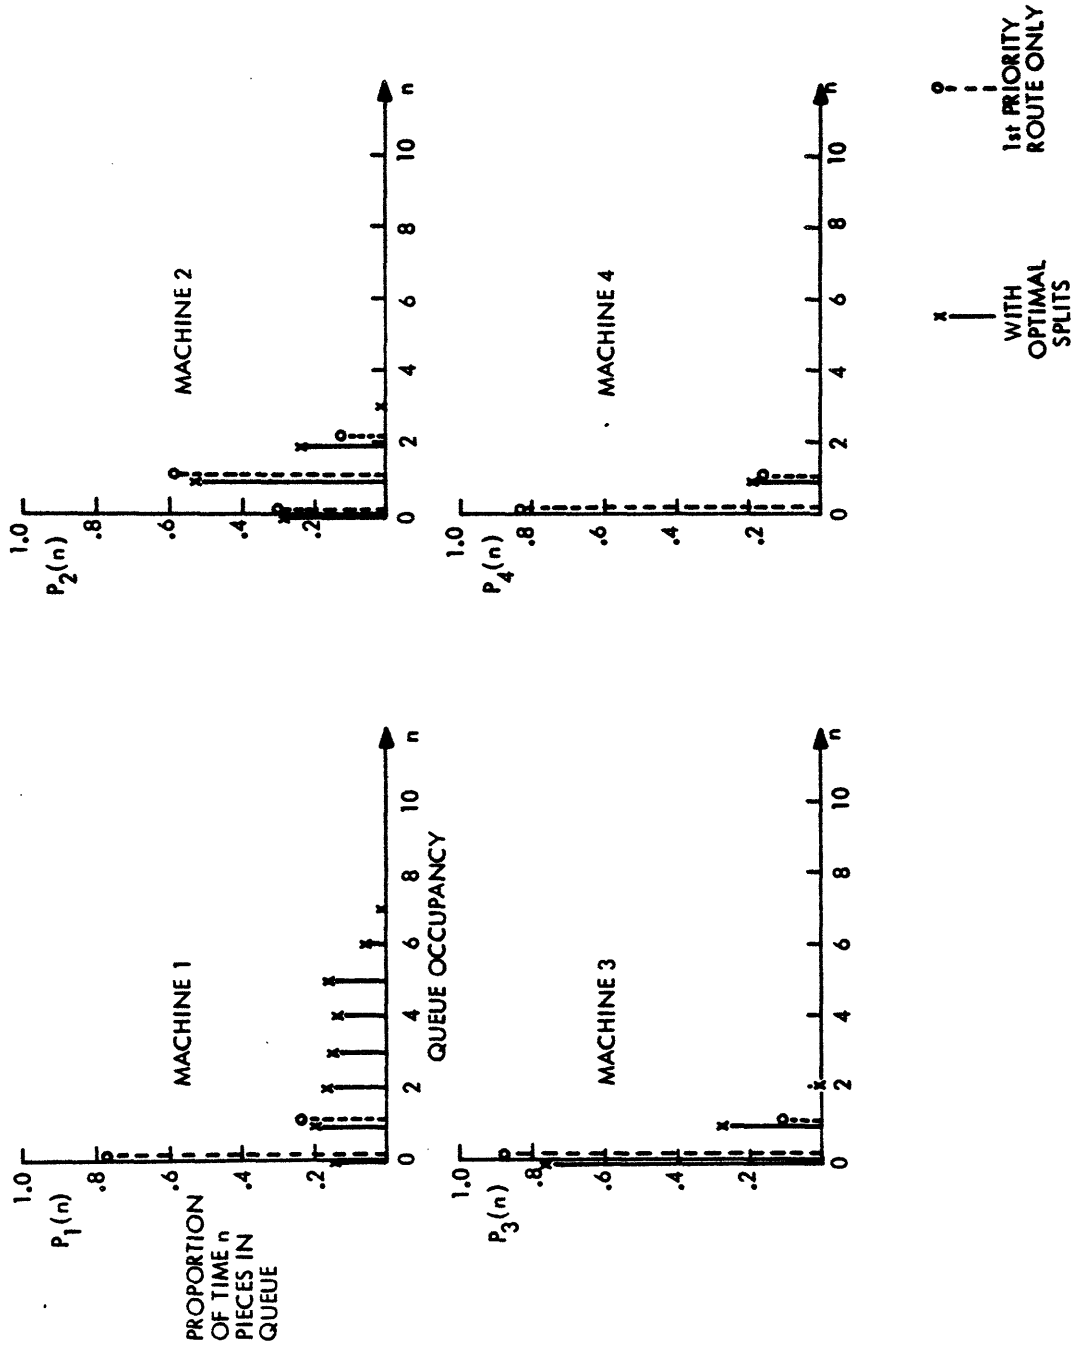 1.0
P1(n)
.8
PROPORTION
OF TIME n
PIECES IN
QUEUE
.6
.4
.2
MACHINE 1
0
2
4
6
8
10
n
QUEUE OCCUPANCY
1.0
P2(n)
.8
.6
.4
.2
MACHINE 2
0
2
4
6
8
10
n
1.0
P3(n)
.8
.6
.4
.2
MACHINE 3
0
2
4
6
8
10
n
1.0
P4(n)
.8
.6
.4
.2
MACHINE 4
0
2
4
6
8
10
n
WITH
OPTIMAL
SPLITS
1st PRIORITY
ROUTE ONLY